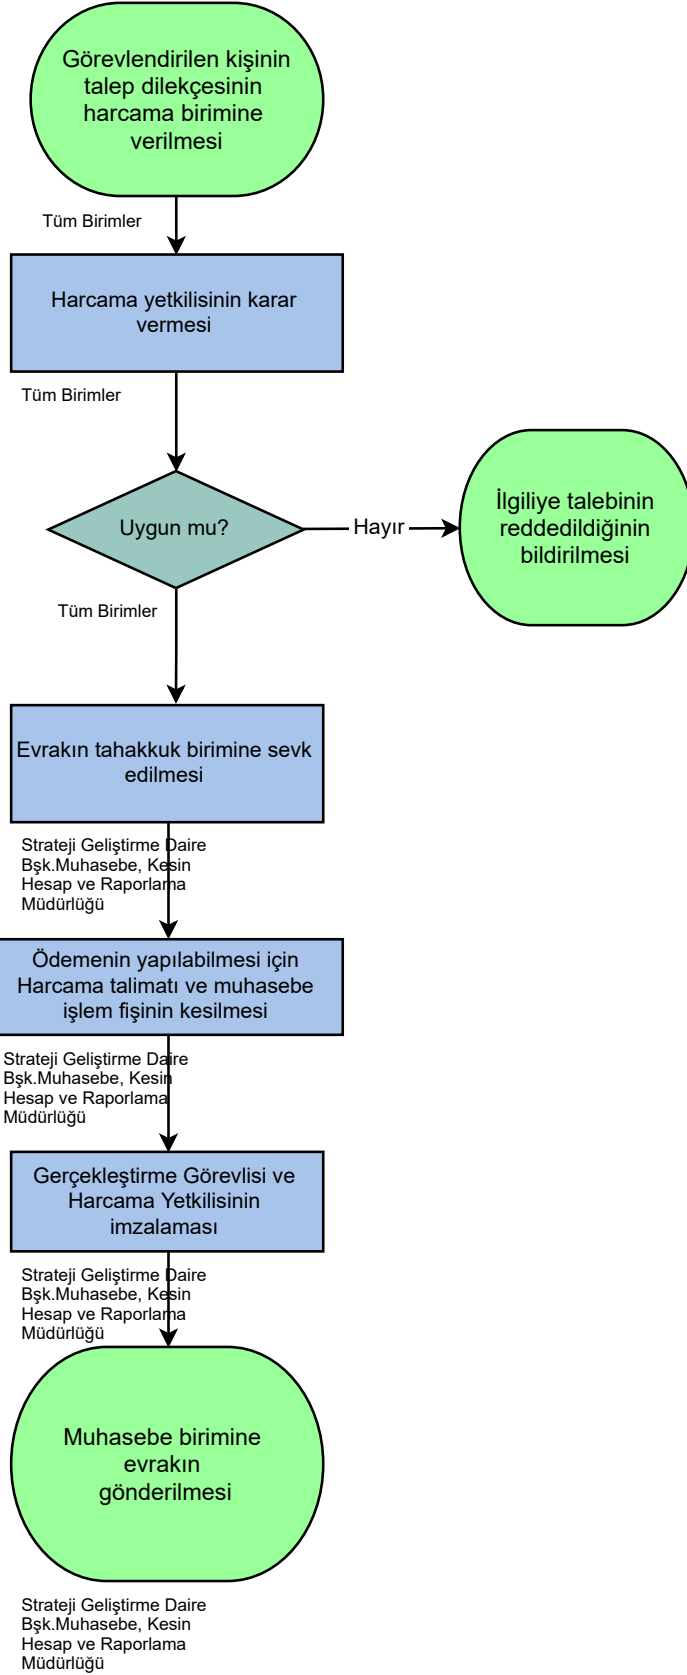 Görevlendirilen kişinin
talep dilekçesinin
harcama birimine
verilmesi
Tüm Birimler
Harcama yetkilisinin karar
vermesi
Tüm Birimler
Uygun mu?
Hayır
İlgiliye talebinin
reddedildiğinin
bildirilmesi
Tüm Birimler
Evrakın tahakkuk birimine sevk
edilmesi
Strateji Geliştirme Daire
Bşk.Muhasebe, Kesin
Hesap ve Raporlama
Müdürlüğü
Ödemenin yapılabilmesi için
Harcama talimatı ve muhasebe
işlem fişinin kesilmesi
Strateji Geliştirme Daire
Bşk.Muhasebe, Kesin
Hesap ve Raporlama
Müdürlüğü
Gerçekleştirme Görevlisi ve
Harcama Yetkilisinin
imzalaması
Strateji Geliştirme Daire
Bşk.Muhasebe, Kesin
Hesap ve Raporlama
Müdürlüğü
Muhasebe birimine
evrakın
gönderilmesi
Strateji Geliştirme Daire
Bşk.Muhasebe, Kesin
Hesap ve Raporlama
Müdürlüğü